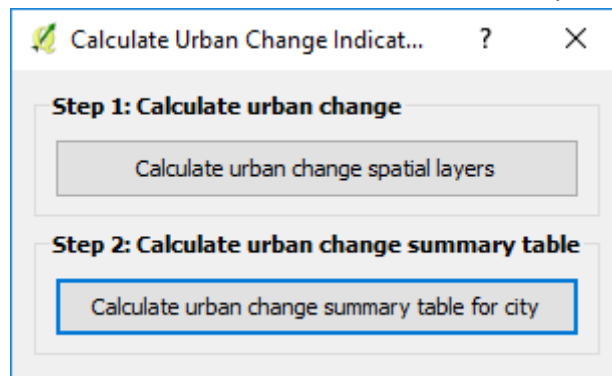 Calculate Urban Change Indicat... ?
Step 1: Calculate urban change
Calculate urban change spatial layers
Step 2: Calculate urban change summary table
Calculate urban change summary table for city